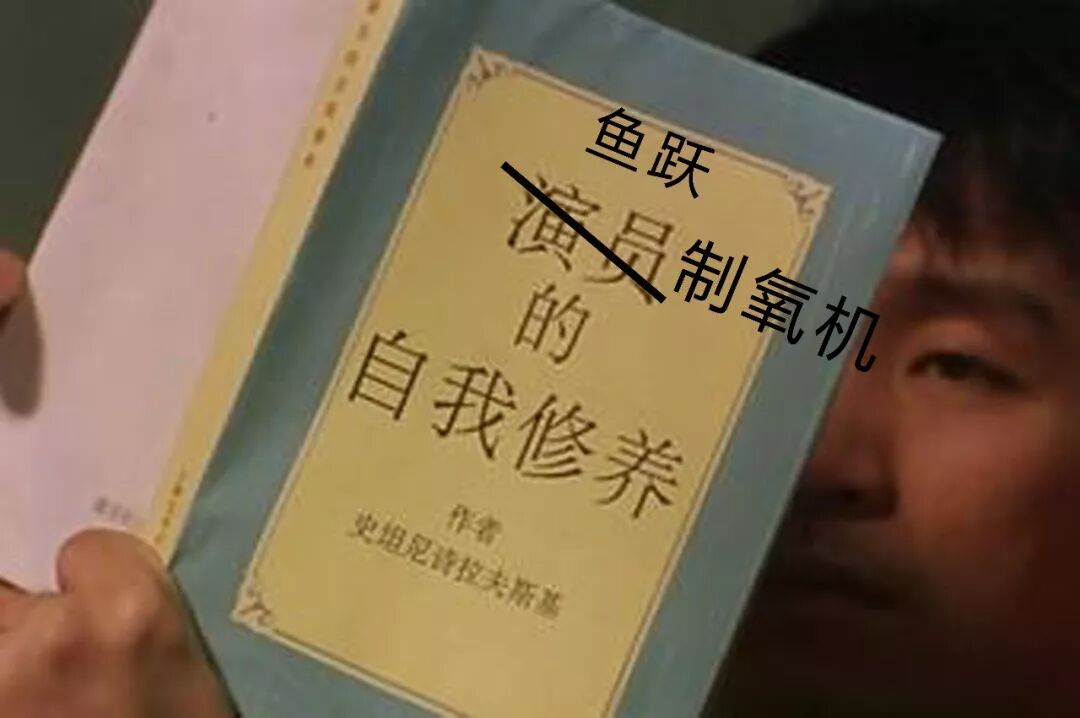 鱼跃
演员
制氧机
的
自我修养
作者
史坦尼斯拉夫斯基